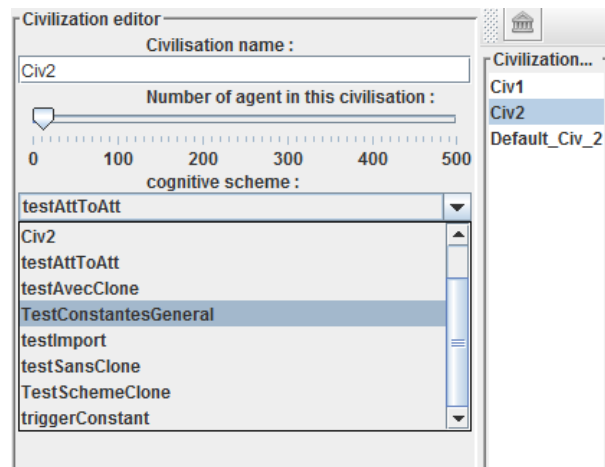 Civilization editor
Civilisation name :
Civ2
Number of agent in this civilisation :
0 100 200 300 400 500
cognitive scheme :
testAttToAtt
Civ2
testAttToAtt
testAvecClone
TestConstantesGeneral
testImport
testSansClone
TestSchemeClone
triggerConstant
Civilization...
Civ1
Civ2
Default_Civ_2